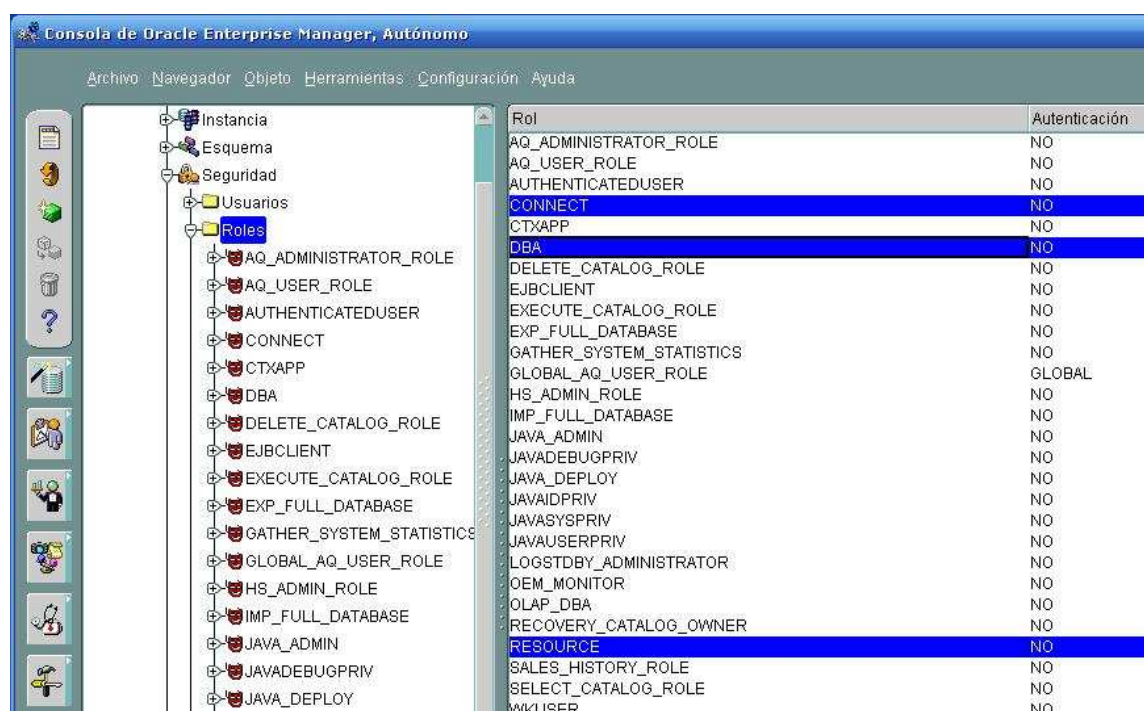 Consola de Oracle Enterprise Manager, Autónomo
Archivo Navegador Objeto Herramientas Configuración Ayuda
Instancia
Esquema
Seguridad
Usuarios
Roles
AQ_ADMINISTRATOR_ROLE
AQ_USER_ROLE
AUTHENTICATEDUSER
CONNECT
CTXAPP
DBA
DELETE_CATALOG_ROLE
EJBCLIENT
EXECUTE_CATALOG_ROLE
EXP_FULL_DATABASE
GATHER_SYSTEM_STATISTICS
GLOBAL_AQ_USER_ROLE
HS_ADMIN_ROLE
IMP_FULL_DATABASE
JAVA_ADMIN
JAVADEBUGPRIV
JAVA_DEPLOY
Rol Autenticación
AQ_ADMINISTRATOR_ROLE NO
AQ_USER_ROLE NO
AUTHENTICATEDUSER NO
CONNECT NO
CTXAPP NO
DBA NO
DELETE_CATALOG_ROLE NO
EJBCLIENT NO
EXECUTE_CATALOG_ROLE NO
EXP_FULL_DATABASE NO
GATHER_SYSTEM_STATISTICS NO
GLOBAL_AQ_USER_ROLE GLOBAL
HS_ADMIN_ROLE NO
IMP_FULL_DATABASE NO
JAVA_ADMIN NO
JAVADEBUGPRIV NO
JAVA_DEPLOY NO
JAVAIDPRIV NO
JAVASYSPRIV NO
JAVAUSERPRIV NO
LOGSTDBY_ADMINISTRATOR NO
OEM_MONITOR NO
OLAP_DBA NO
RECOVERY_CATALOG_OWNER NO
RESOURCE NO
SALES_HISTORY_ROLE NO
SELECT_CATALOG_ROLE NO
WKUSER NO